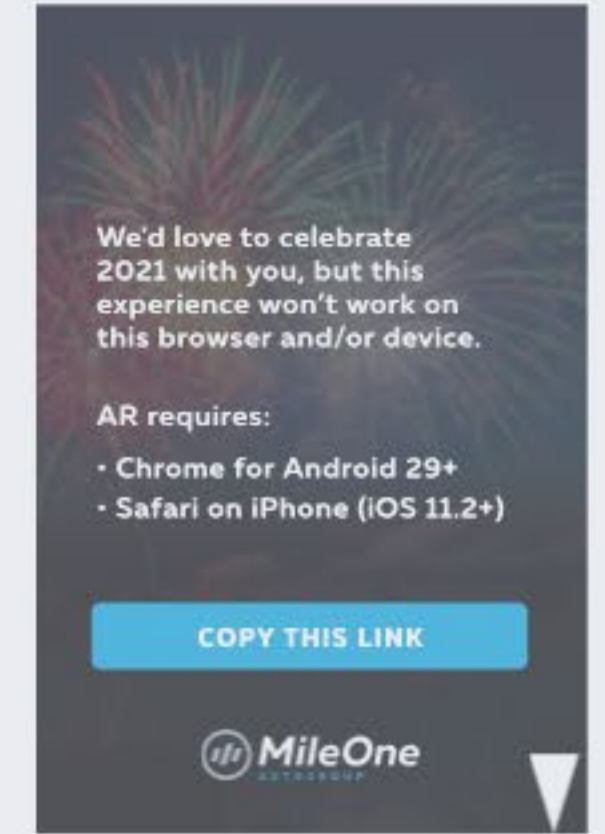 We'd love to celebrate
2021 with you, but this
experience won't work on
this browser and/or device.
AR requires:
• Chrome for Android 29+
• Safari on iPhone (iOS 11.2+)
COPY THIS LINK
MileOne
AUTOGROUP